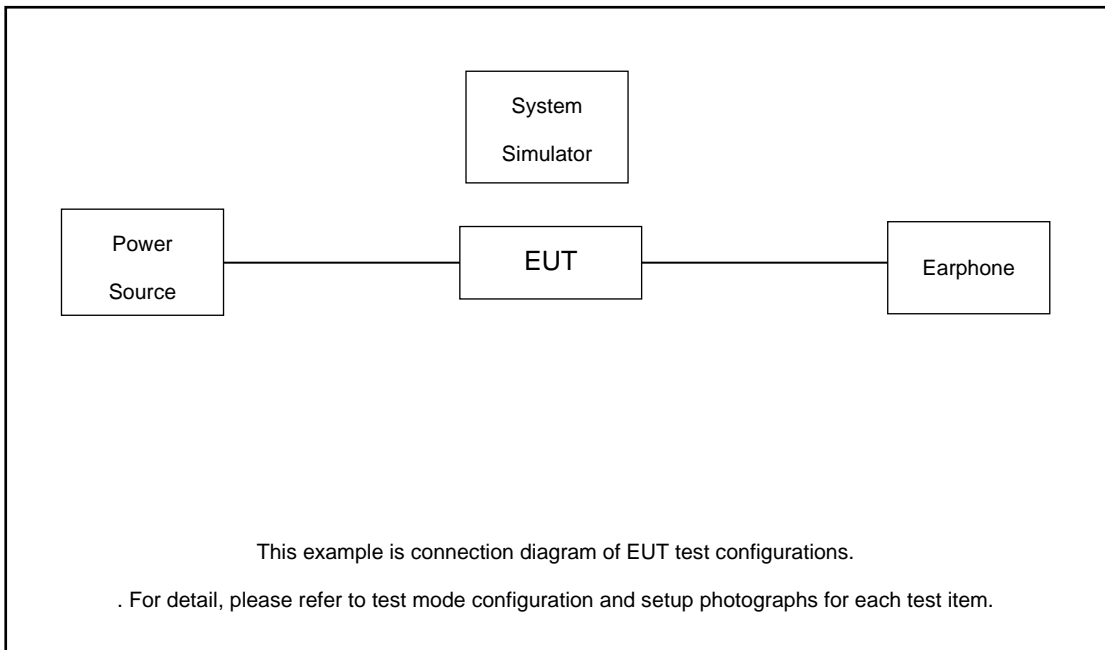 System
Simulator
Power
Source
EUT
Earphone
This example is connection diagram of EUT test configurations.
. For detail, please refer to test mode configuration and setup photographs for each test item.